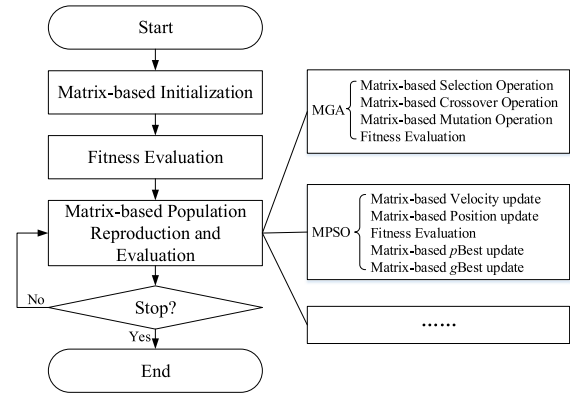 Start
Matrix-based Initialization
Fitness Evaluation
Matrix-based Population
Reproduction and
Evaluation
No
Stop?
Yes
End
MGA
Matrix-based Selection Operation
Matrix-based Crossover Operation
Matrix-based Mutation Operation
Fitness Evaluation
MPSO
Matrix-based Velocity update
Matrix-based Position update
Fitness Evaluation
Matrix-based pBest update
Matrix-based gBest update
……